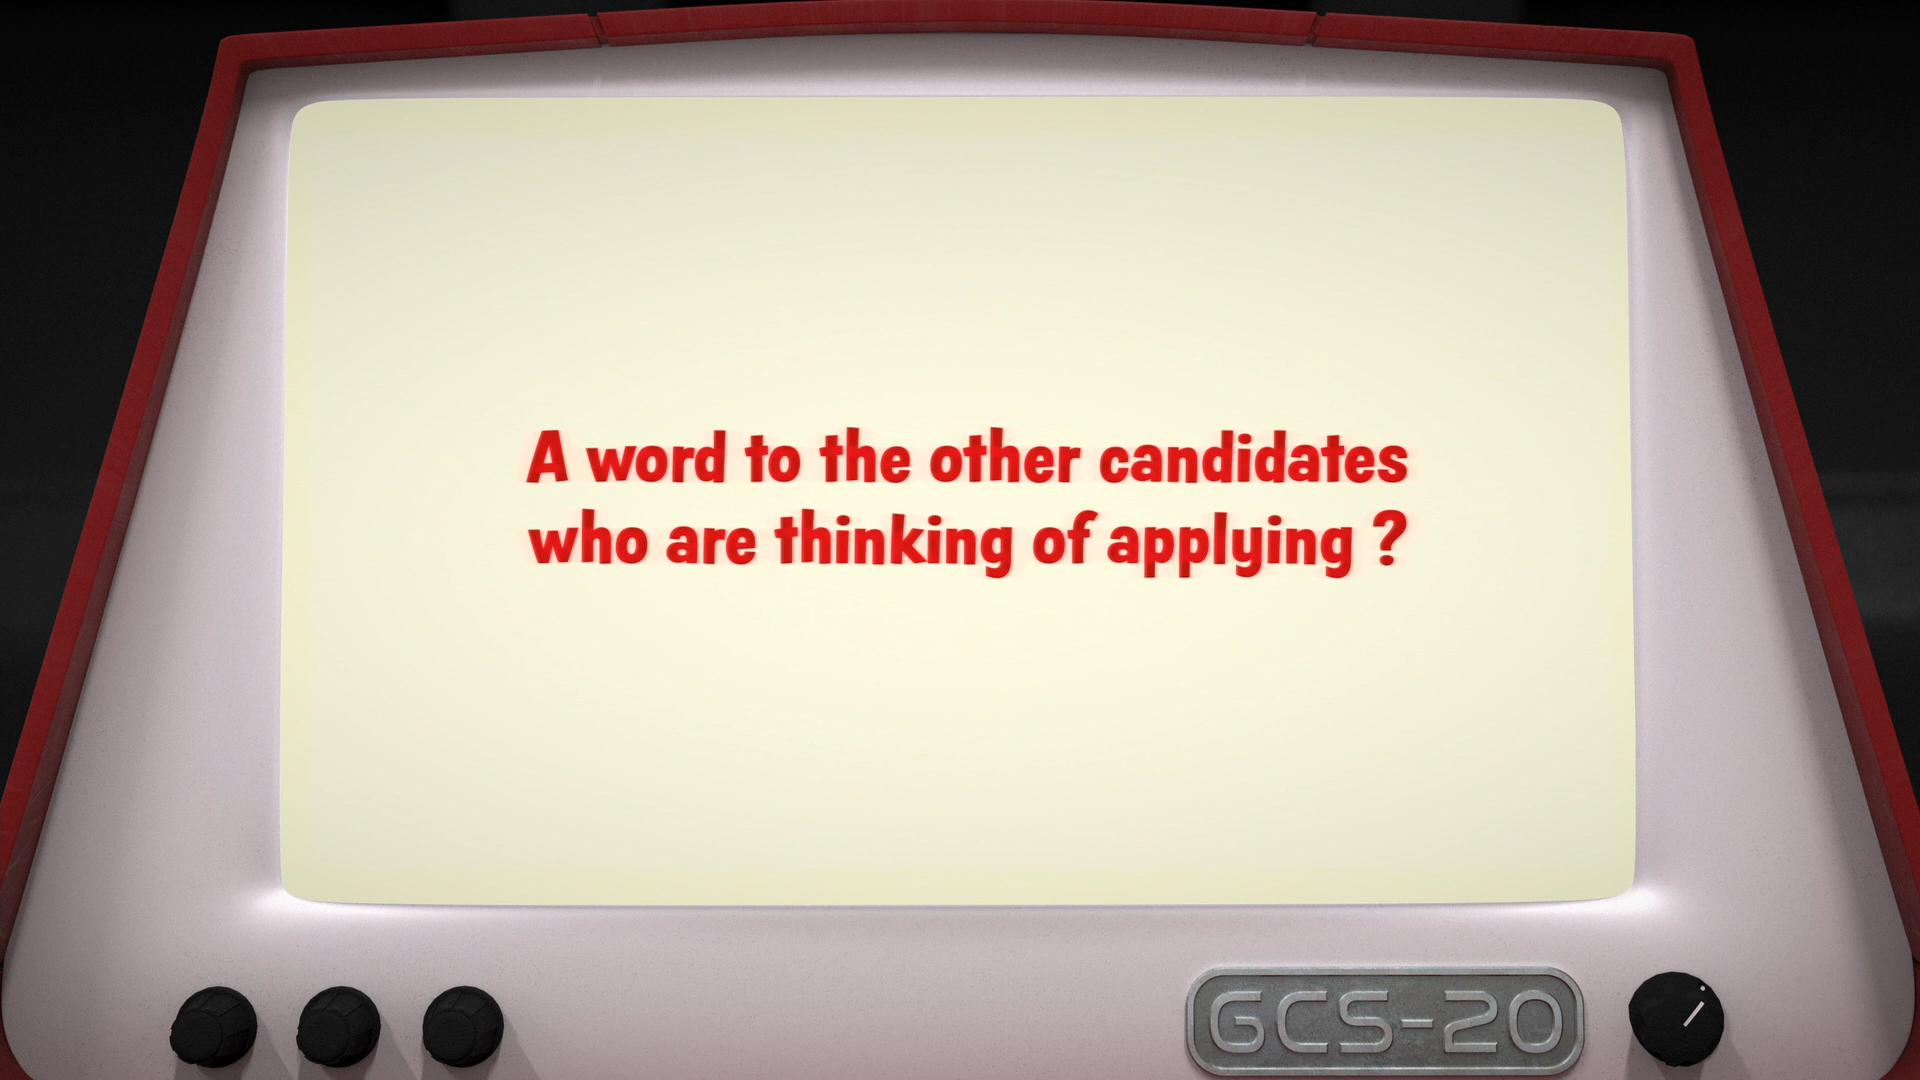 A word to the other candidates
who are thinking of applying ?
GCS-20